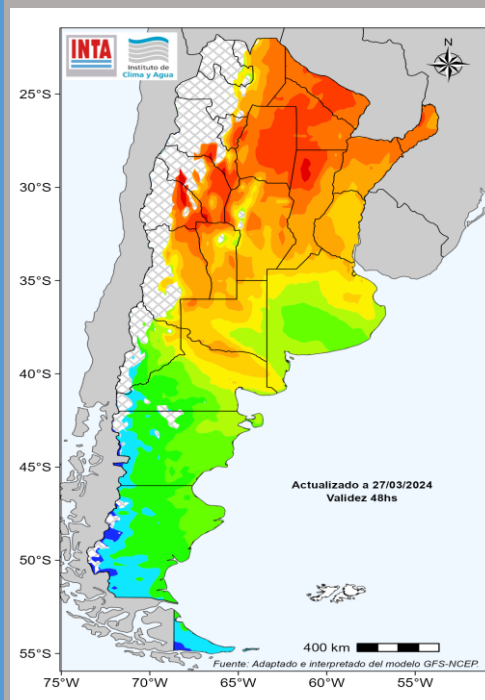 INTA
Instituto de
Clima y Agua
N
25°S
30°S
35°S
40°S
45°S
50°S
55°S
Actualizado a 27/03/2024
Validez 48hs
400 km
Fuente: Adaptado e interpretado del modelo GFS-NCEP.
75°W
70°W
65°W
60°W
55°W